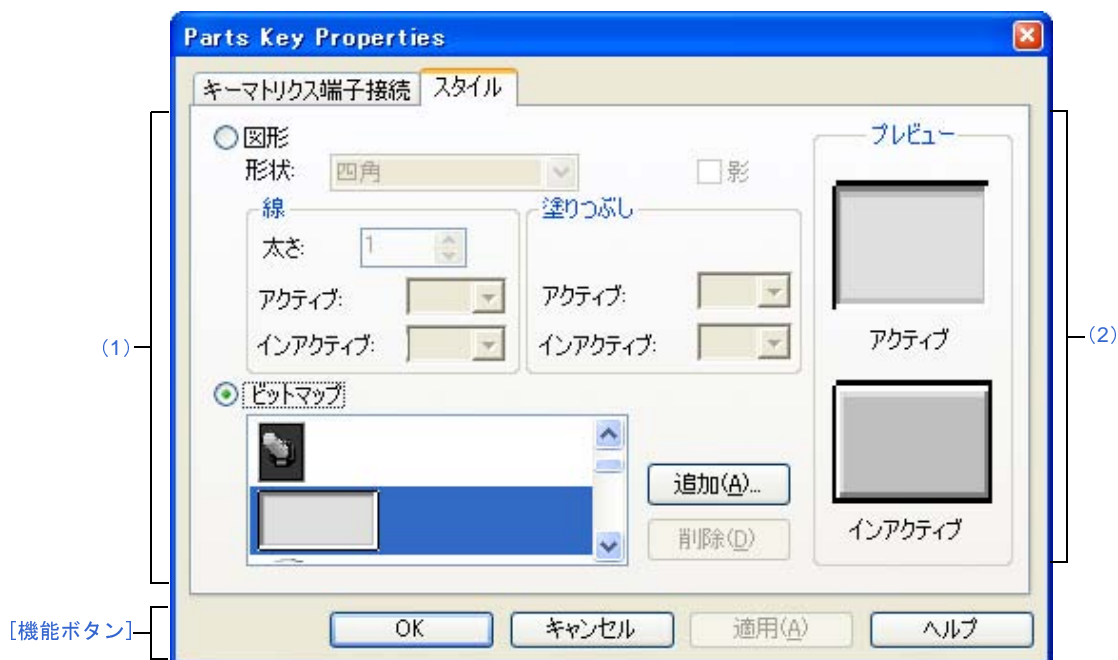 Parts Key Properties
キーマトリクス端子接続 スタイル
図形
形状: 四角 影
線
太さ: 1
アクティブ:
インアクティブ:
塗りつぶし
アクティブ:
インアクティブ:
ビットマップ
追加(A)...
削除(D)
プレビュー
アクティブ
インアクティブ
(1)
(2)
[機能ボタン]
OK キャンセル 適用(A) ヘルプ